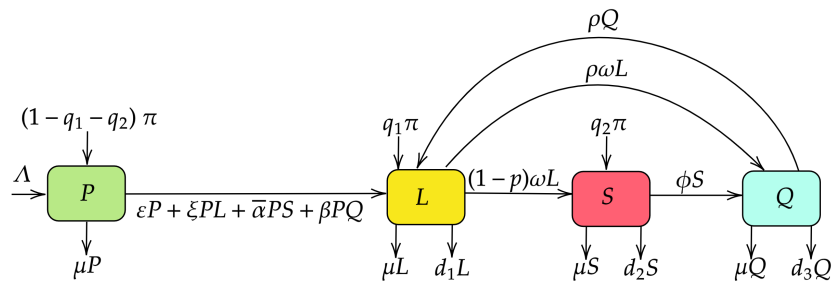 ρQ
ρωL
(1 − q₁ − q₂) π
q₁π
q₂π
Λ
P
εP + ξPL + α̅PS + βPQ
L
(1 − p)ωL
S
ϕS
Q
μP
μL
d₁L
μS
d₂S
μQ
d₃Q